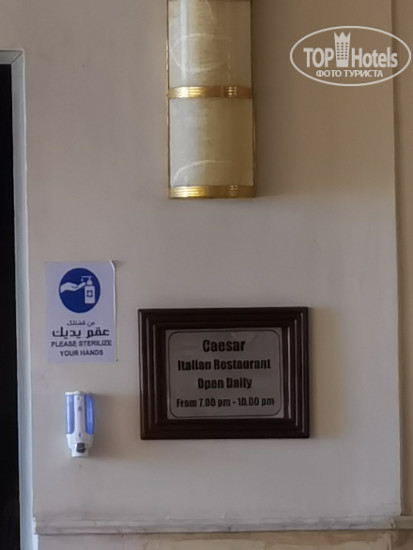 TOP Hotels
ФОТО ТУРИСТА
من فضلك
عقم يديك
PLEASE STERILIZE
YOUR HANDS
Caesar
Italian Restaurant
Open Daily
From 7.00 pm - 10.00 pm